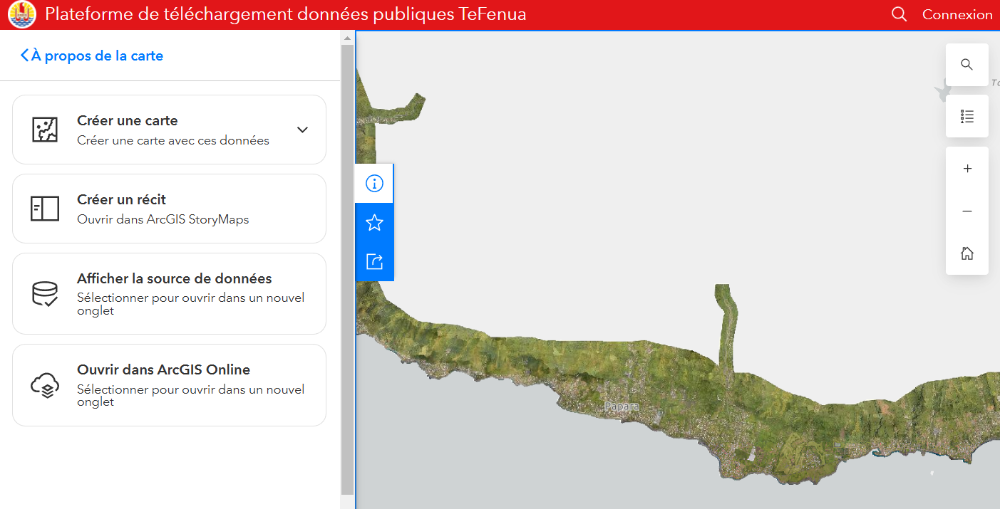 Plateforme de téléchargement données publiques TeFenua
Connexion
À propos de la carte
Créer une carte
Créer une carte avec ces données
Créer un récit
Ouvrir dans ArcGIS StoryMaps
Afficher la source de données
Sélectionner pour ouvrir dans un nouvel
onglet
Ouvrir dans ArcGIS Online
Sélectionner pour ouvrir dans un nouvel
onglet
Papara